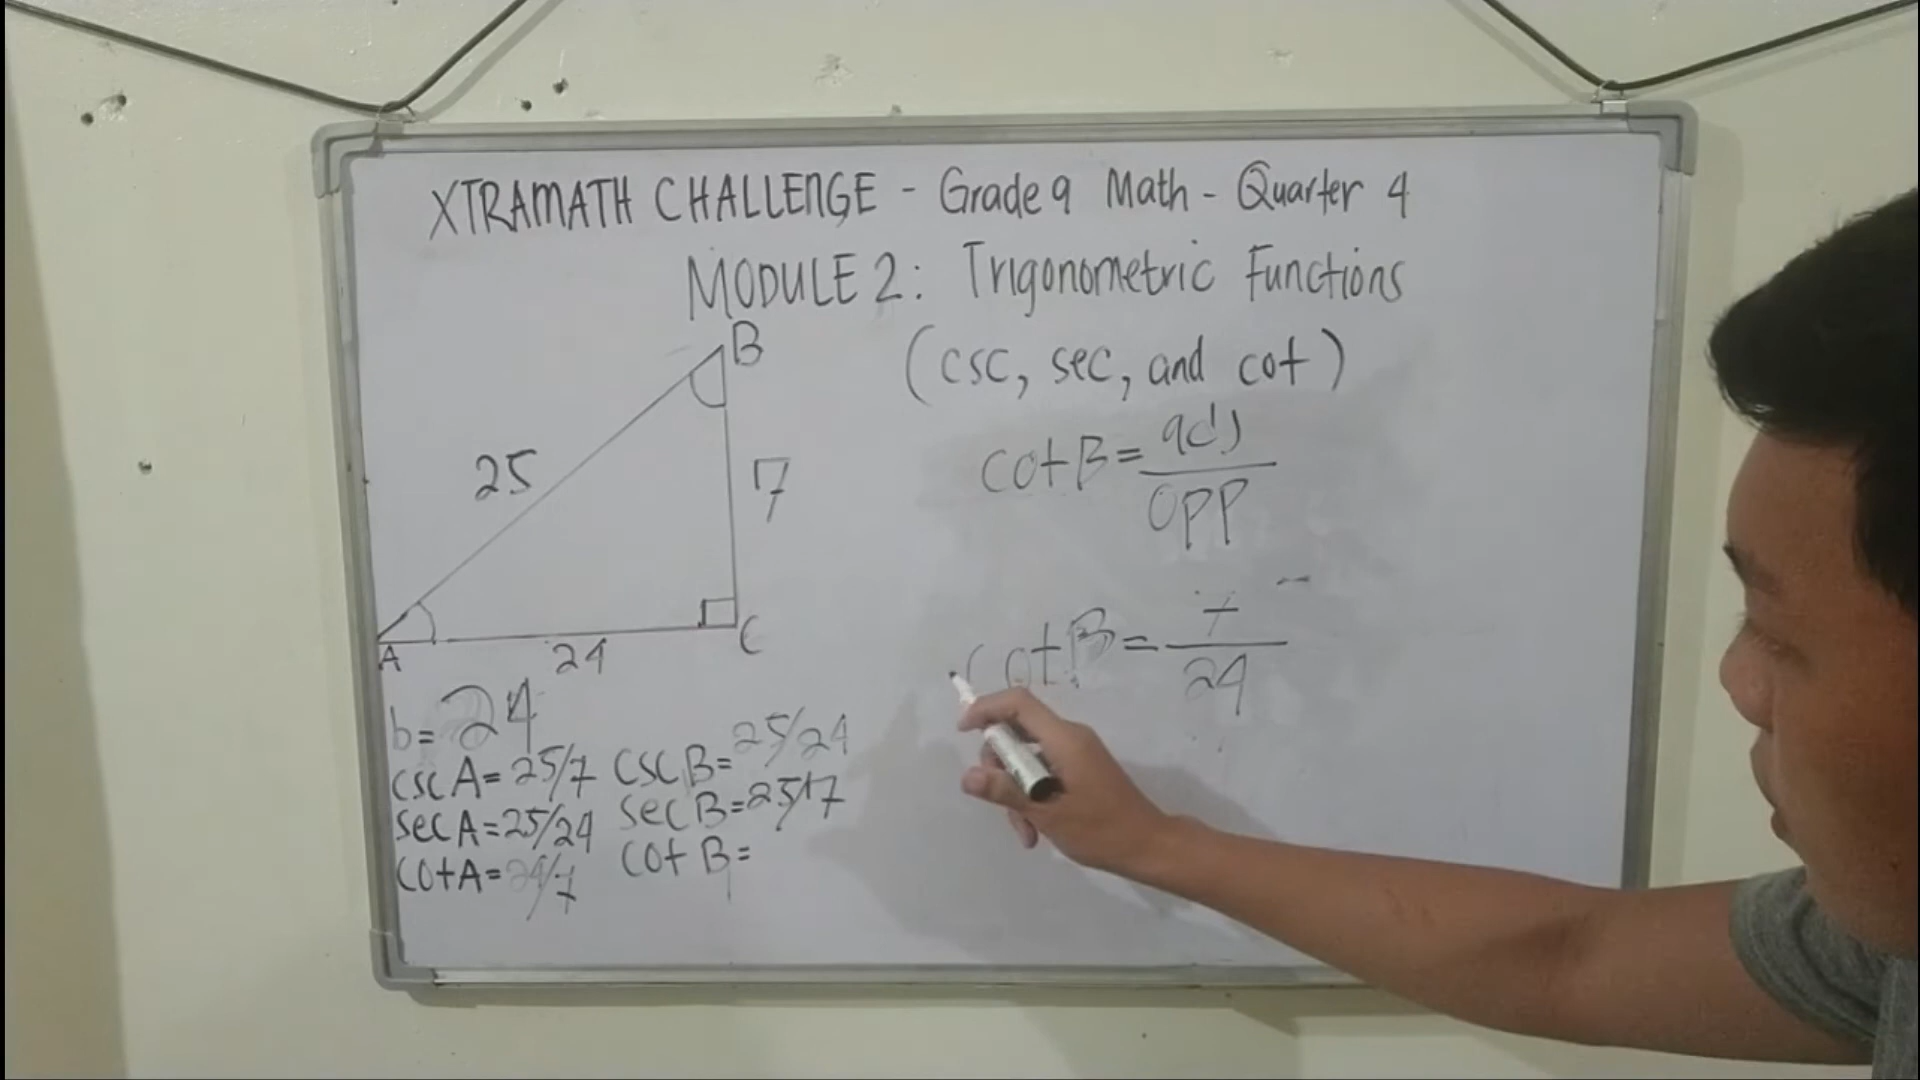 XTRAMATH CHALLENGE - Grade 9 Math - Quarter 4
MODULE 2: Trigonometric Functions
(csc, sec, and cot)
B
25
7
A
24
C
cot B = adj
opp
cot B = 7
24
b = 24
csc A = 25/7 csc B = 25/24
sec A = 25/24 sec B = 25/7
cot A = 24/7 cot B =